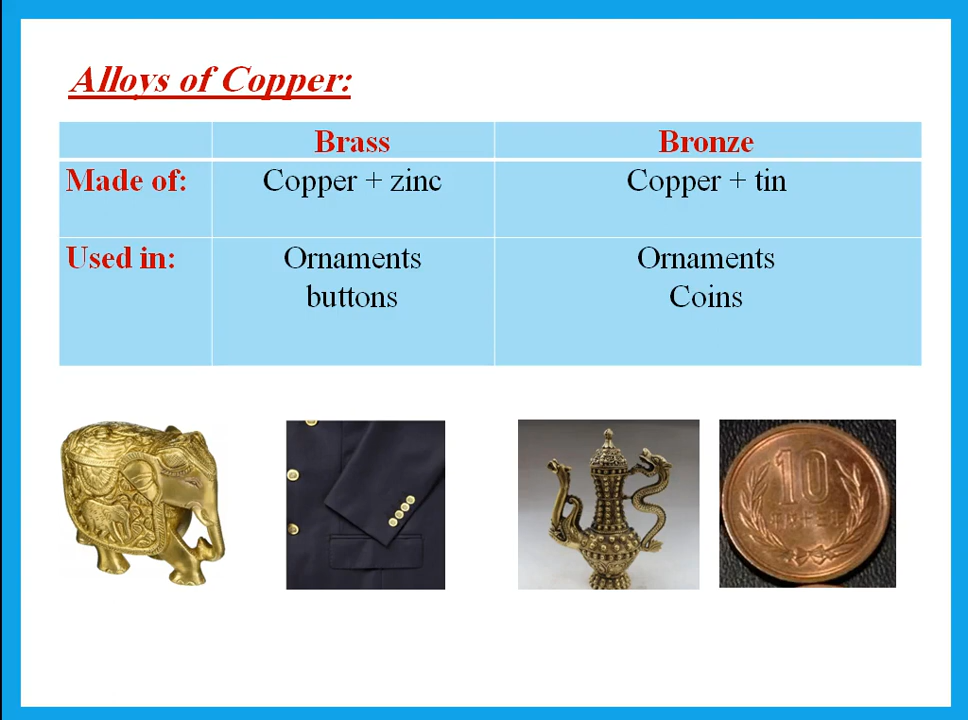 Alloys of Copper:
Brass Bronze
Made of: Copper + zinc Copper + tin
Used in: Ornaments Ornaments
buttons Coins
10